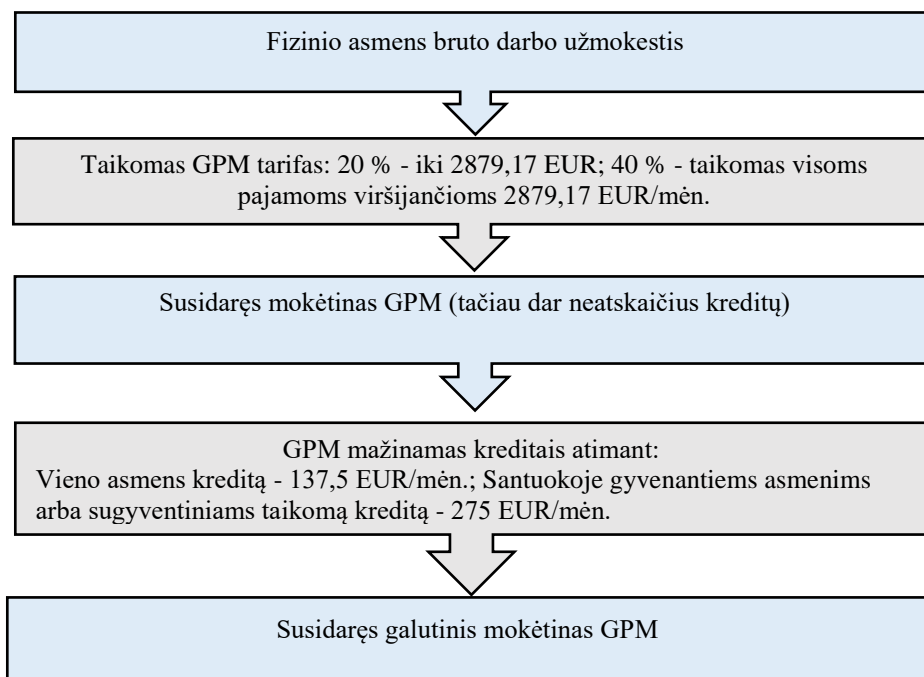 Fizinio asmens bruto darbo užmokestis
Taikomas GPM tarifas: 20 % - iki 2879,17 EUR; 40 % - taikomas visoms
pajamoms viršijančioms 2879,17 EUR/mėn.
Susidaręs mokėtinas GPM (tačiau dar neatskaičius kreditų)
GPM mažinamas kreditais atimant:
Vieno asmens kreditą - 137,5 EUR/mėn.; Santuokoje gyvenantiems asmenims
arba sugyventiniams taikomą kreditą - 275 EUR/mėn.
Susidaręs galutinis mokėtinas GPM